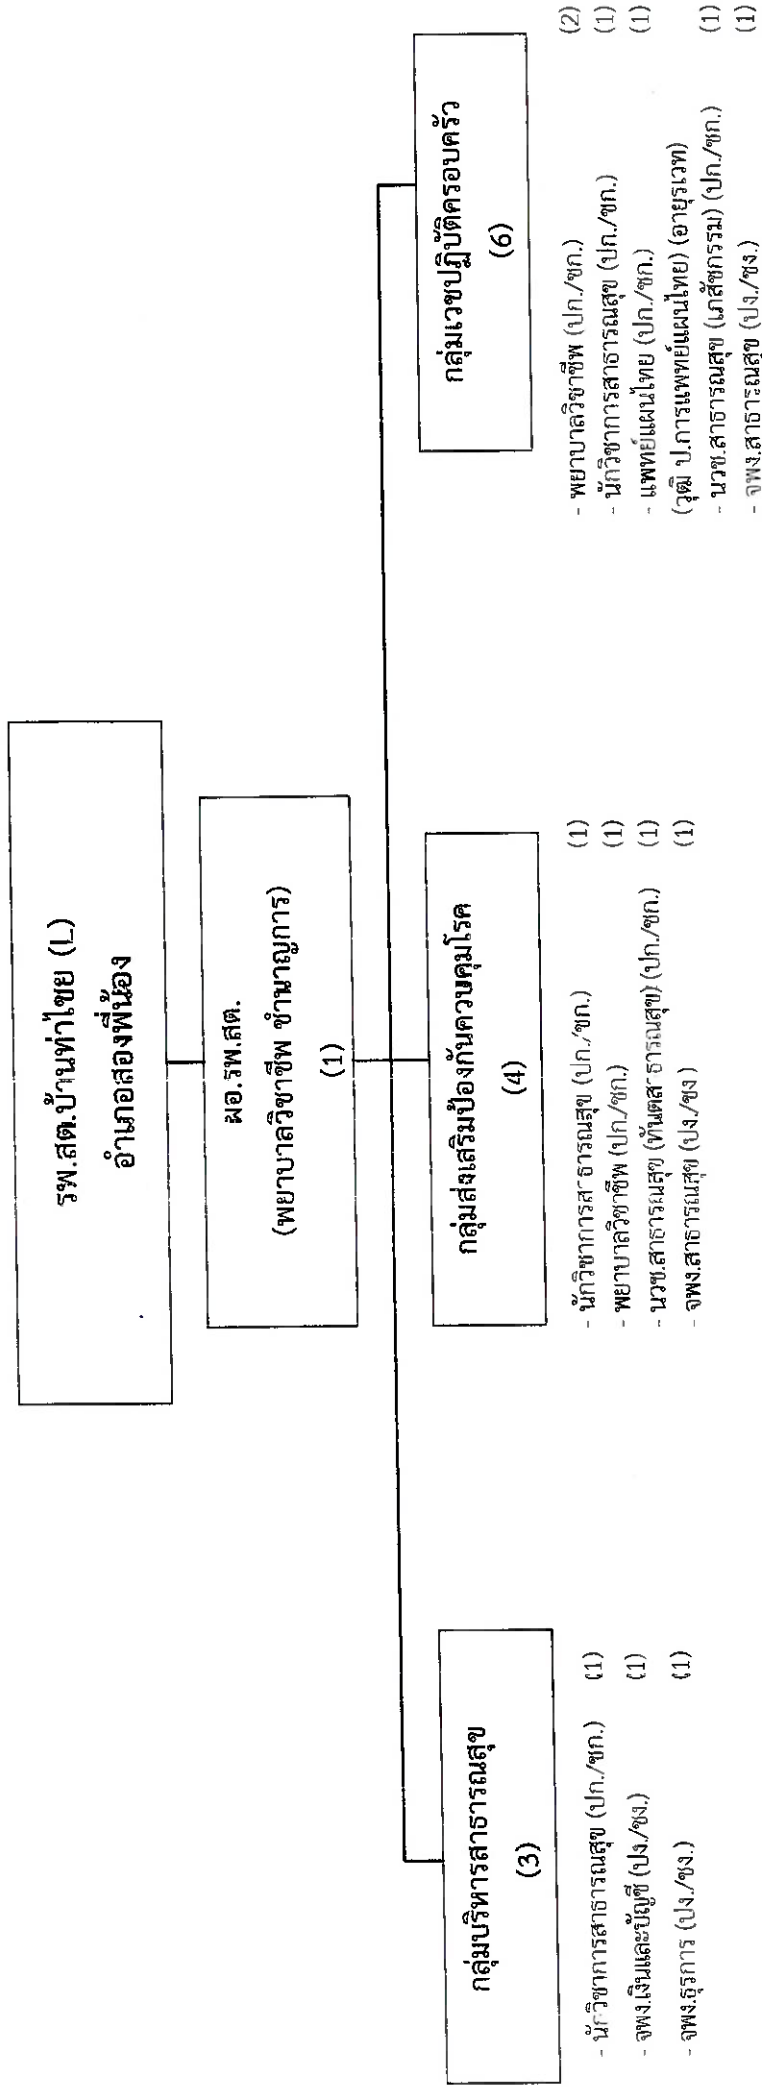 รพ.สต.บ้านท่าไชย (L)
อำเภอสองพี่น้อง
ผอ.รพ.สต.
(พยาบาลวิชาชีพ ชำนาญการ)
(1)
กลุ่มบริหารสาธารณสุข
(3)
- นักวิชาการสาธารณสุข (ปก./ชก.) (1)
- จพง.เงินและบัญชี (ปง./ชง.) (1)
- จพง.ธุรการ (ปง./ชง.) (1)
กลุ่มส่งเสริมป้องกันควบคุมโรค
(4)
- นักวิชาการสาธารณสุข (ปก./ชก.) (1)
- พยาบาลวิชาชีพ (ปก./ชก.) (1)
- นวช.สาธารณสุข (ทันตสาธารณสุข) (ปก./ชก.) (1)
- จพง.สาธารณสุข (ปง./ชง) (1)
กลุ่มเวชปฏิบัติครอบครัว
(6)
- พยาบาลวิชาชีพ (ปก./ชก.) (2)
- นักวิชาการสาธารณสุข (ปก./ชก.) (1)
- แพทย์แผนไทย (ปก./ชก.) (1)
(วุฒิ ป.การแพทย์แผนไทย) (อายุรเวท)
- นวช.สาธารณสุข (เภสัชกรรม) (ปก./ชก.) (1)
- จพง.สาธารณสุข (ปง./ชง.) (1)